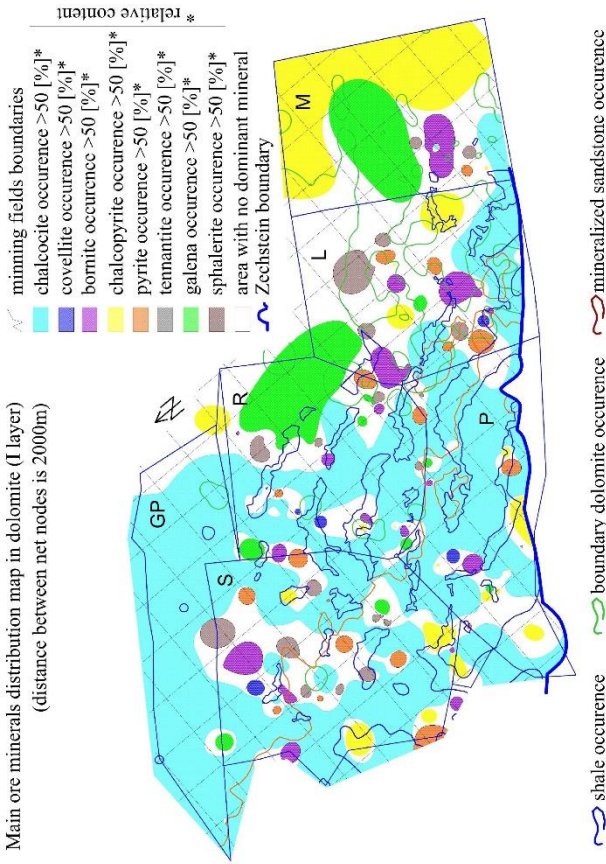 Main ore minerals distribution map in dolomite (I layer)
(distance between net nodes is 2000m)
minning fields boundaries
chalcocite occurence >50 [%]*
covellite occurence >50 [%]*
bornite occurence >50 [%]*
chalcopyrite occurence >50 [%]*
pyrite occurence >50 [%]*
tennantite occurence >50 [%]*
galena occurence >50 [%]*
sphalerite occurence >50 [%]*
area with no dominant mineral
Zechstein boundary
* relative content
N
GP
S
R
L
M
P
shale occurence
boundary dolomite occurence
mineralized sandstone occurence